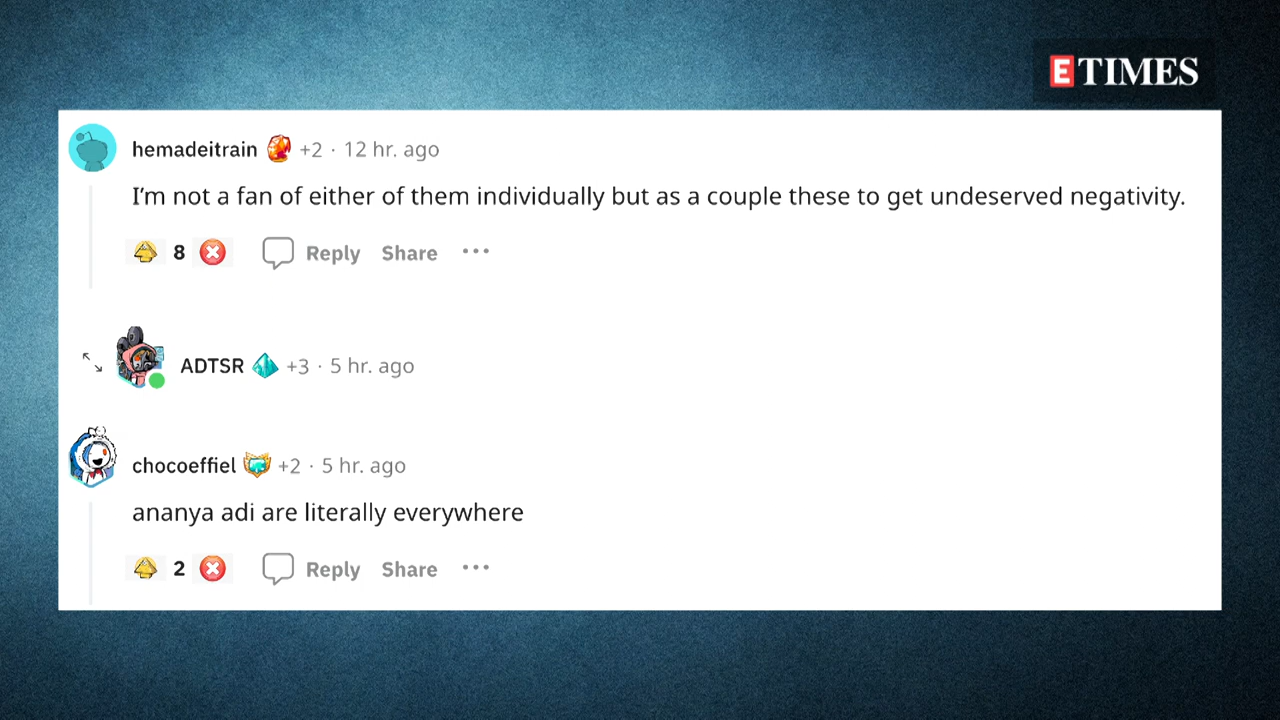 E TIMES
hemadeitrain +2 · 12 hr. ago
I'm not a fan of either of them individually but as a couple these to get undeserved negativity.
8 Reply Share ...
ADTSR +3 · 5 hr. ago
chocoeffiel +2 · 5 hr. ago
ananya adi are literally everywhere
2 Reply Share ...